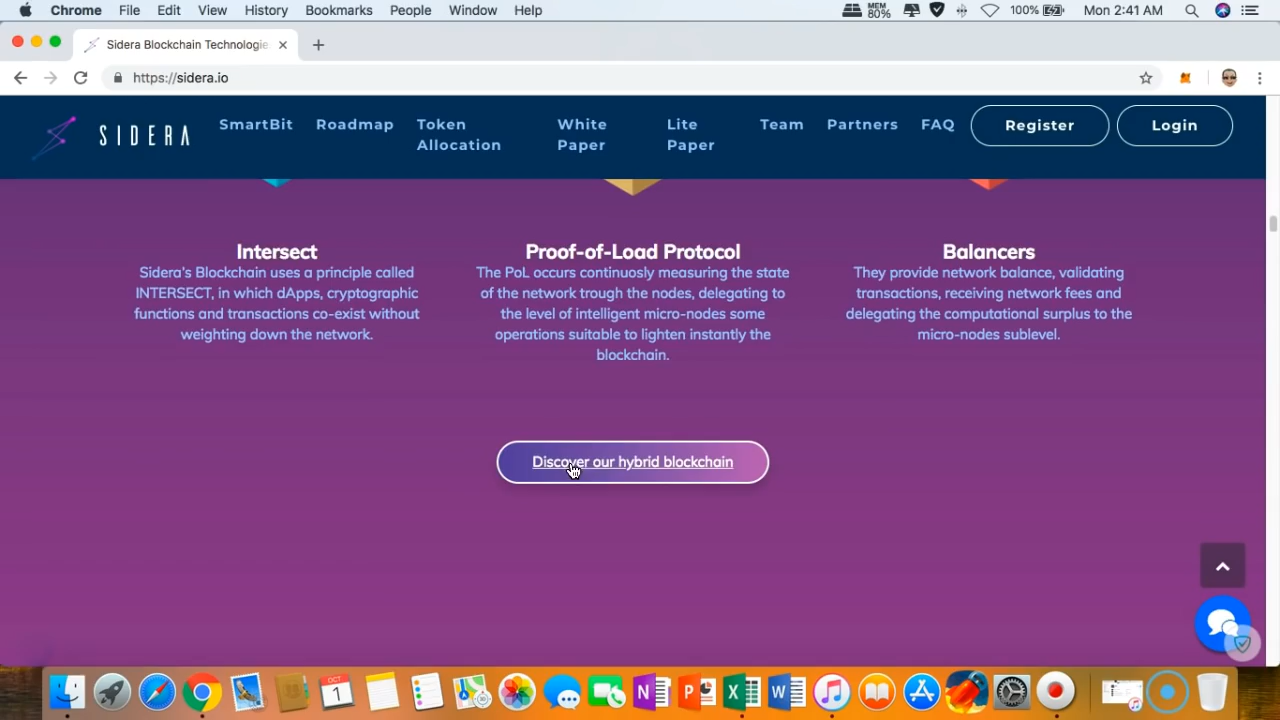 Chrome File Edit View History Bookmarks People Window Help MEM 80% 100% Mon 2:41 AM
Sidera Blockchain Technologie
https://sidera.io
SIDERA SmartBit Roadmap Token Allocation White Paper Lite Paper Team Partners FAQ Register Login
Intersect
Sidera's Blockchain uses a principle called
INTERSECT, in which dApps, cryptographic
functions and transactions co-exist without
weighting down the network.
Proof-of-Load Protocol
The PoL occurs continuosly measuring the state
of the network trough the nodes, delegating to
the level of intelligent micro-nodes some
operations suitable to lighten instantly the
blockchain.
Balancers
They provide network balance, validating
transactions, receiving network fees and
delegating the computational surplus to the
micro-nodes sublevel.
Discover our hybrid blockchain
OCT
1
N P X W